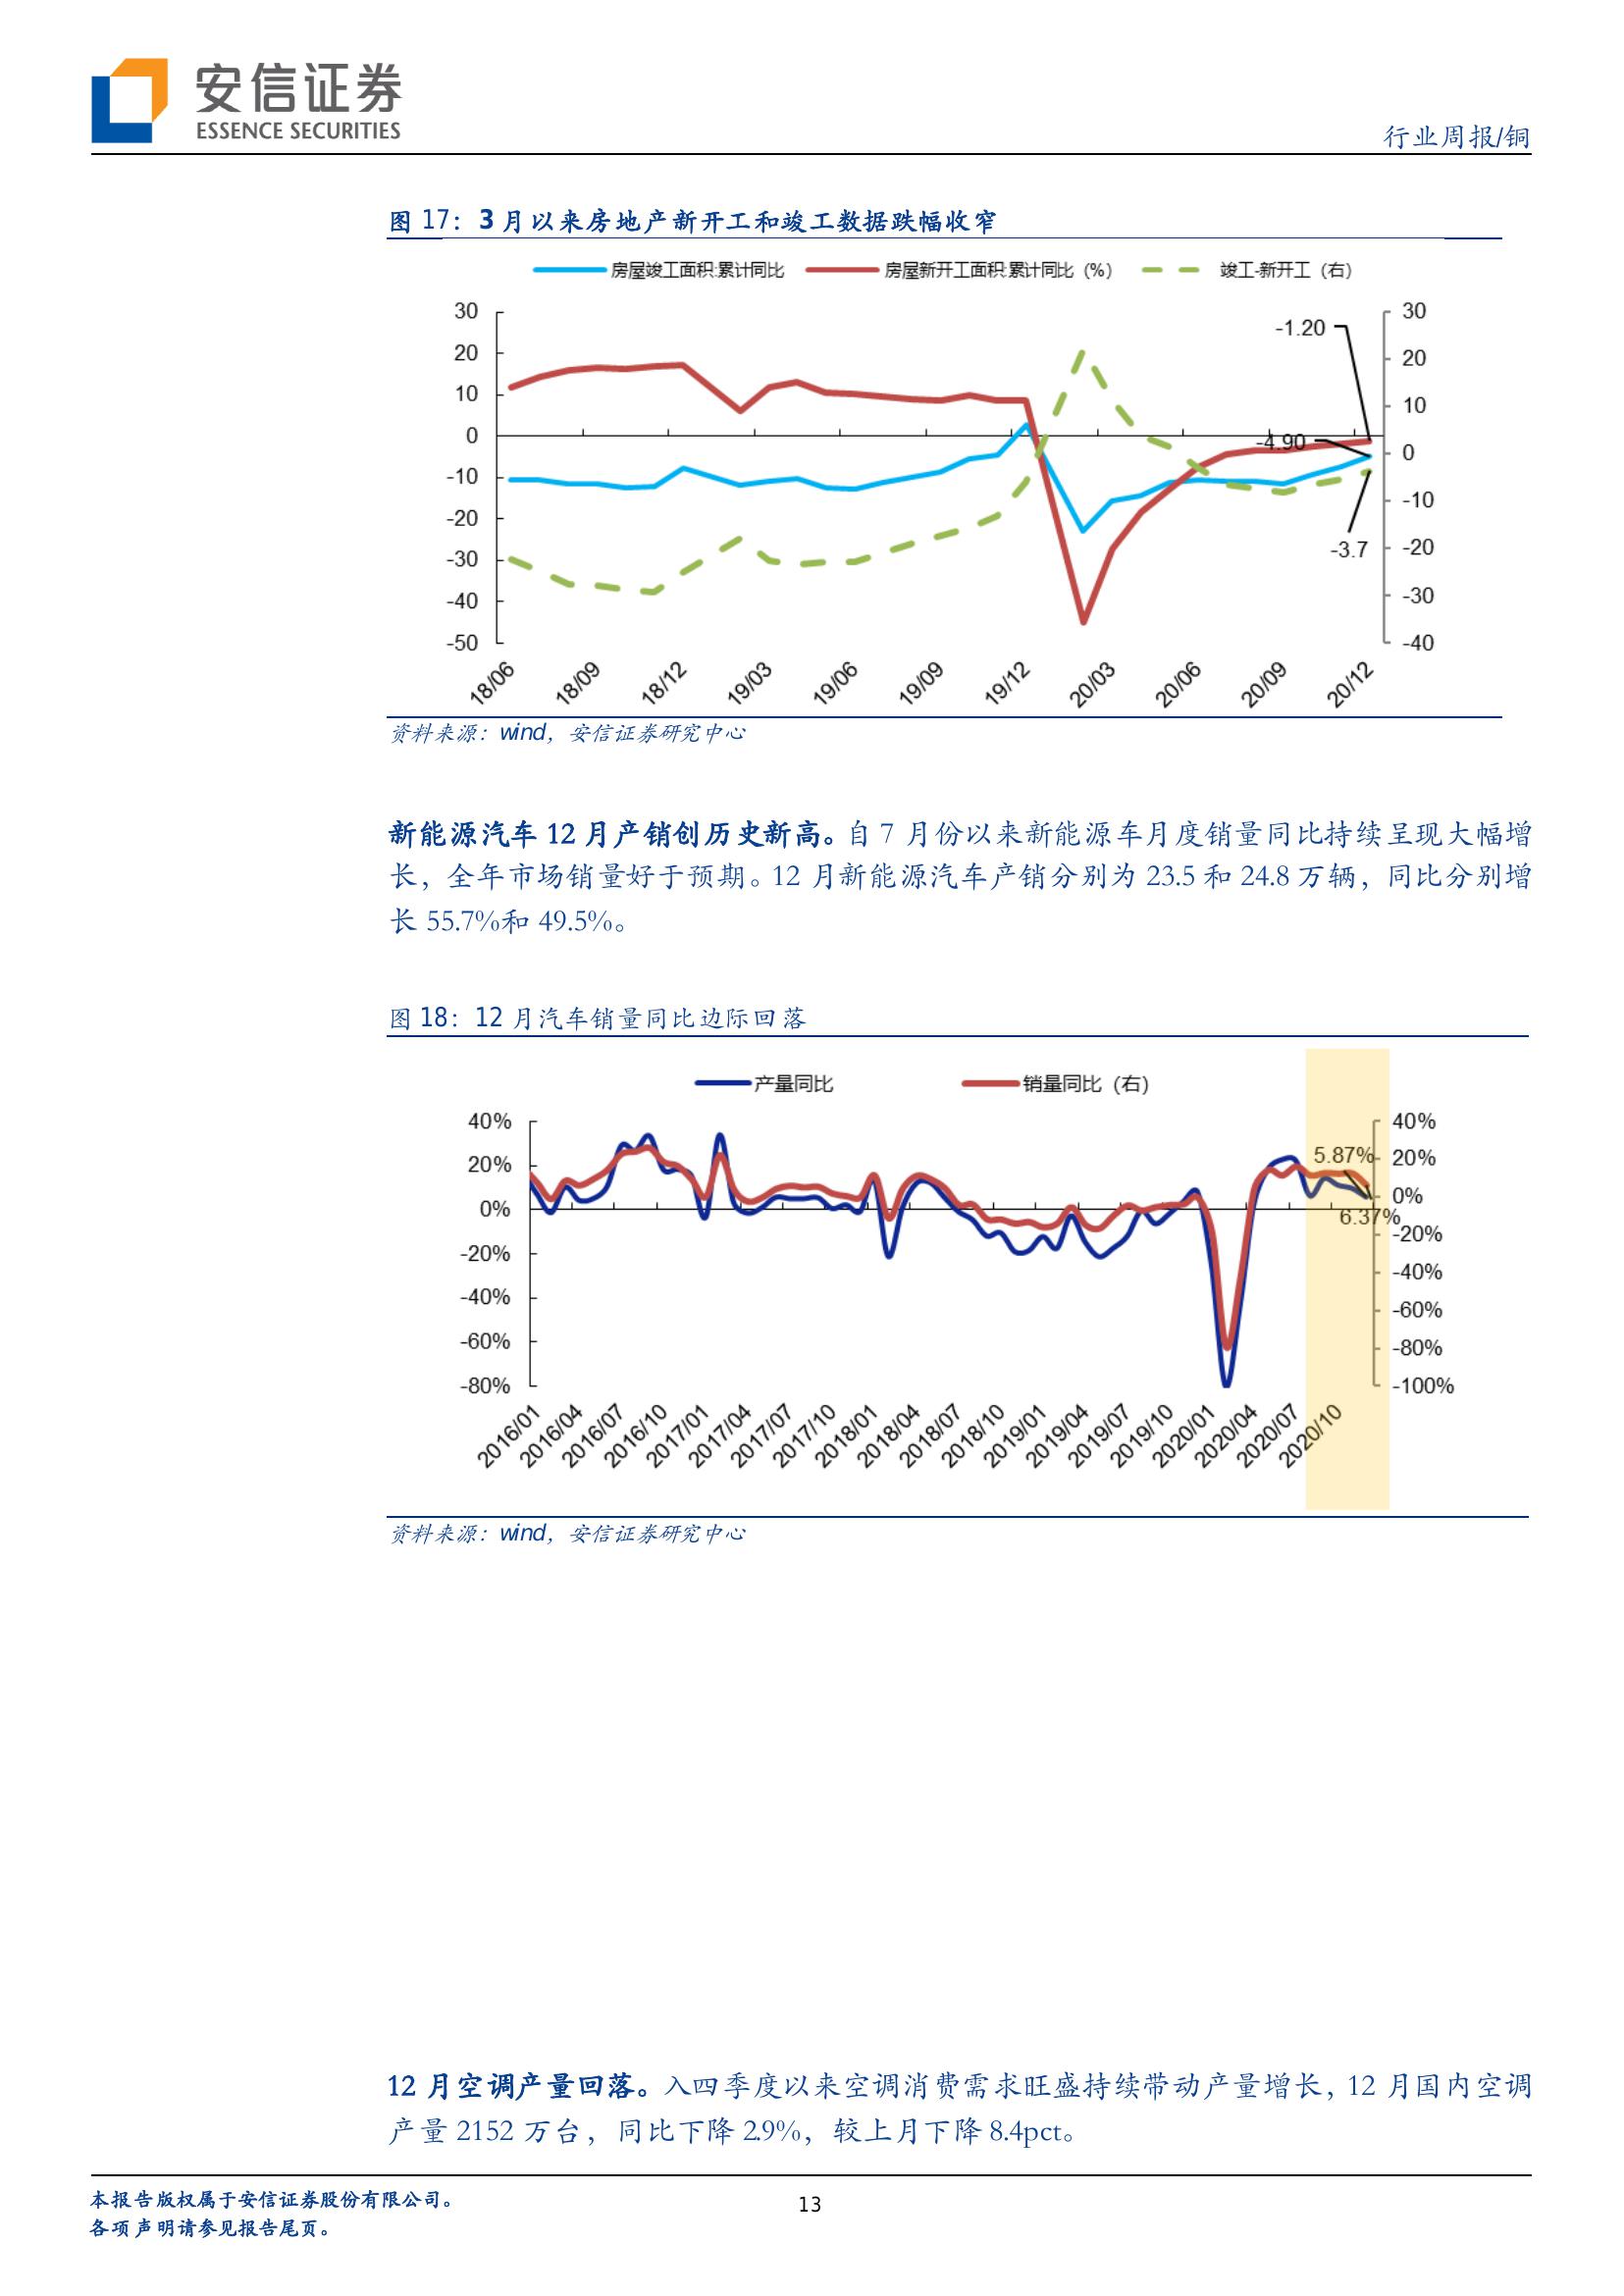 安信证券
ESSENCE SECURITIES
行业周报/铜
图 17：3 月以来房地产新开工和竣工数据跌幅收窄
房屋竣工面积:累计同比 房屋新开工面积:累计同比（%） 竣工-新开工（右）
30
20
10
0
-10
-20
-30
-40
-50
30
20
10
0
-10
-20
-30
-40
-1.20
-4.90
-3.7
18/06 18/09 18/12 19/03 19/06 19/09 19/12 20/03 20/06 20/09 20/12
资料来源：wind，安信证券研究中心
新能源汽车 12 月产销创历史新高。自 7 月份以来新能源车月度销量同比持续呈现大幅增
长，全年市场销量好于预期。12 月新能源汽车产销分别为 23.5 和 24.8 万辆，同比分别增
长 55.7%和 49.5%。
图 18：12 月汽车销量同比边际回落
产量同比 销量同比（右）
40%
20%
0%
-20%
-40%
-60%
-80%
40%
20%
0%
-20%
-40%
-60%
-80%
-100%
5.87%
6.37%
2016/01 2016/04 2016/07 2016/10 2017/01 2017/04 2017/07 2017/10 2018/01 2018/04 2018/07 2018/10 2019/01 2019/04 2019/07 2019/10 2020/01 2020/04 2020/07 2020/10
资料来源：wind，安信证券研究中心
12 月空调产量回落。入四季度以来空调消费需求旺盛持续带动产量增长，12 月国内空调
产量 2152 万台，同比下降 2.9%，较上月下降 8.4pct。
本报告版权属于安信证券股份有限公司。
各项声明请参见报告尾页。
13